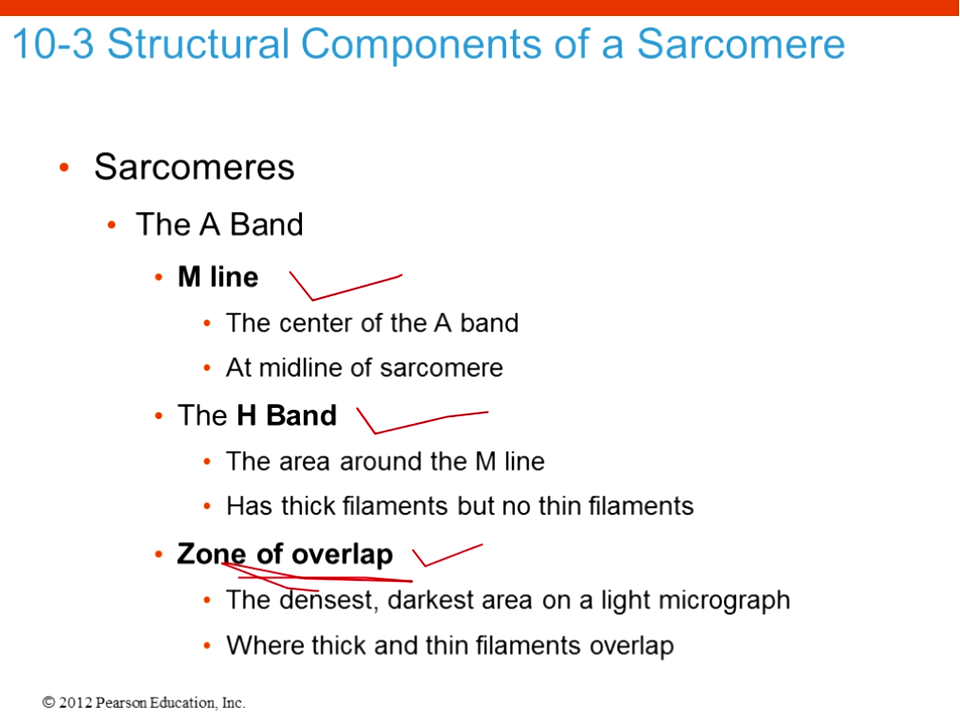 10-3 Structural Components of a Sarcomere
• Sarcomeres
• The A Band
• M line
• The center of the A band
• At midline of sarcomere
• The H Band
• The area around the M line
• Has thick filaments but no thin filaments
• Zone of overlap
• The densest, darkest area on a light micrograph
• Where thick and thin filaments overlap
© 2012 Pearson Education, Inc.